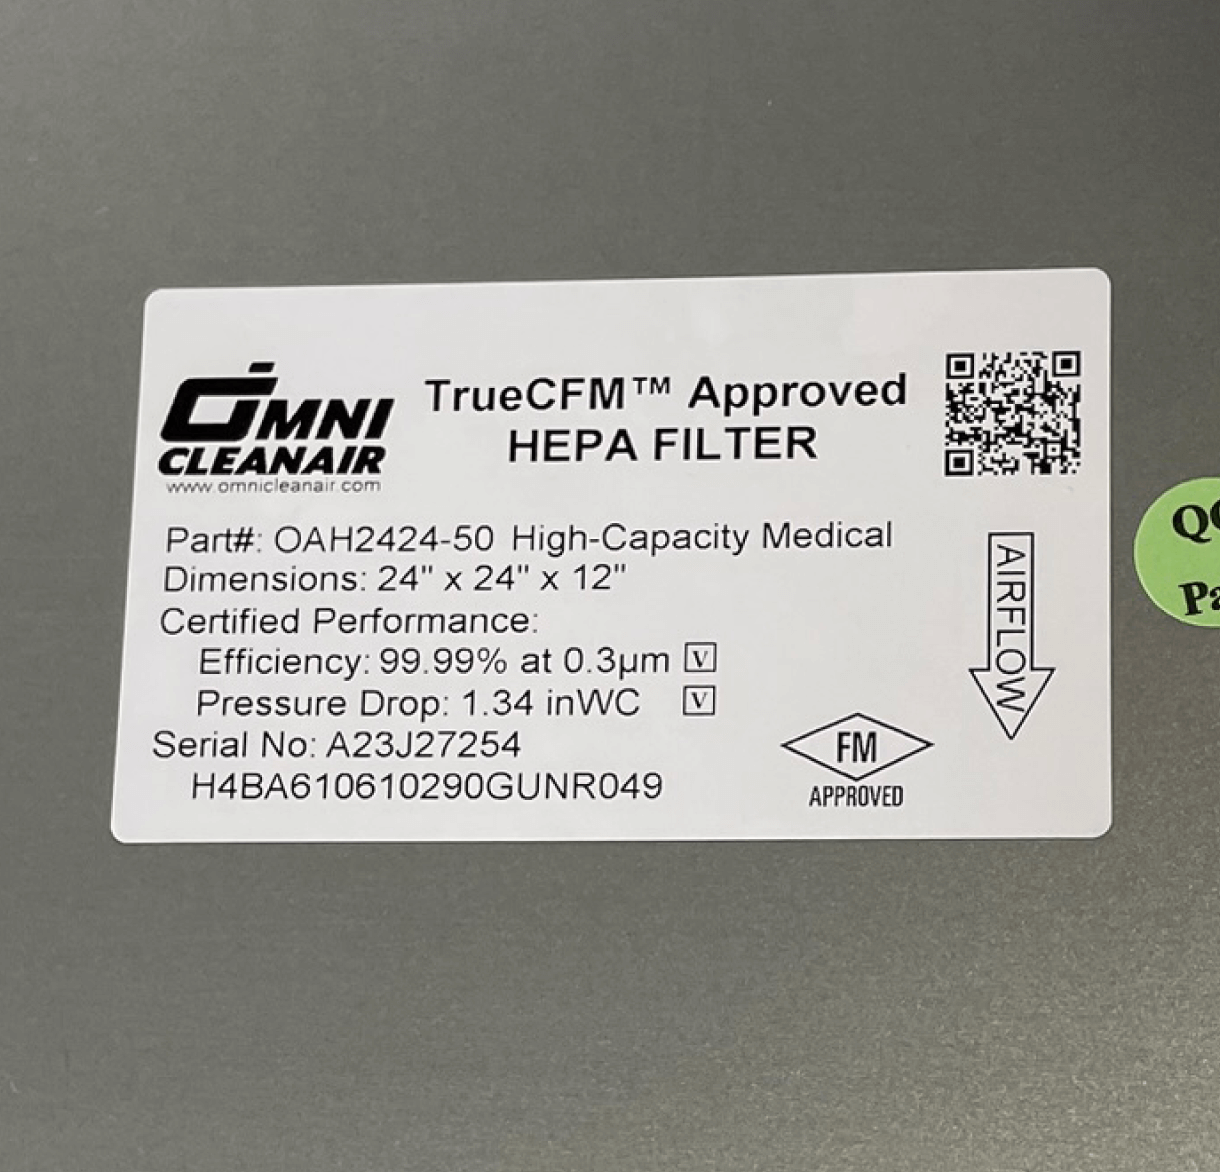 OMNI
CLEANAIR
www.omnicleanair.com
TrueCFM™ Approved
HEPA FILTER
Part#: OAH2424-50 High-Capacity Medical
Dimensions: 24" x 24" x 12"
Certified Performance:
Efficiency: 99.99% at 0.3µm V
Pressure Drop: 1.34 inWC V
Serial No: A23J27254
H4BA610610290GUNR049
AIRFLOW
FM
APPROVED